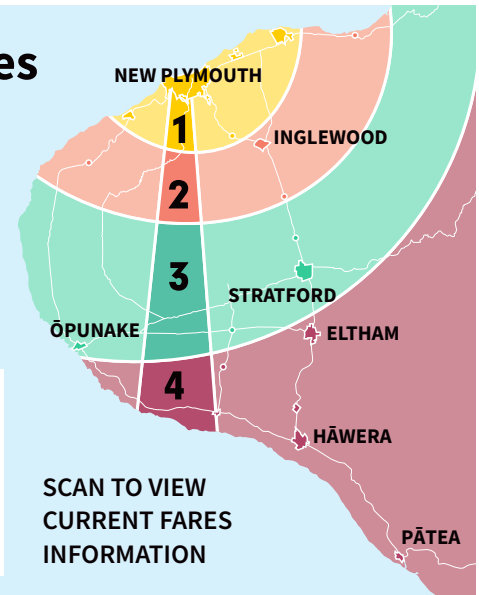 es
NEW PLYMOUTH
1
INGLEWOOD
2
3
STRATFORD
ŌPUNAKE
ELTHAM
4
HĀWERA
SCAN TO VIEW
CURRENT FARES
INFORMATION
PĀTEA